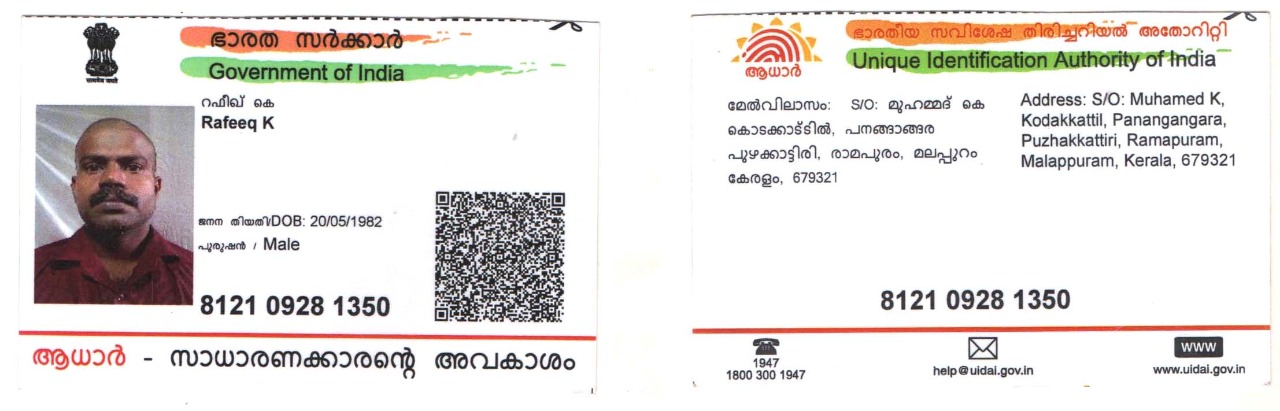 ഭാരത സർക്കാർ
Government of India
റഫീഖ് കെ
Rafeeq K
ജനന തിയതി/DOB: 20/05/1982
പുരുഷൻ / Male
8121 0928 1350
ആധാർ - സാധാരണക്കാരന്റെ അവകാശം
ഭാരതീയ സവിശേഷ തിരിച്ചറിയൽ അതോറിറ്റി
Unique Identification Authority of India
ആധാർ
മേൽവിലാസം: S/O: മുഹമ്മദ് കെ
കൊടക്കാട്ടിൽ, പനങ്ങാങ്ങര
പുഴക്കാട്ടിരി, രാമപുരം, മലപ്പുറം
കേരളം, 679321
Address: S/O: Muhamed K,
Kodakkattil, Panangangara,
Puzhakkattiri, Ramapuram,
Malappuram, Kerala, 679321
8121 0928 1350
1947
1800 300 1947
help@uidai.gov.in
www
www.uidai.gov.in